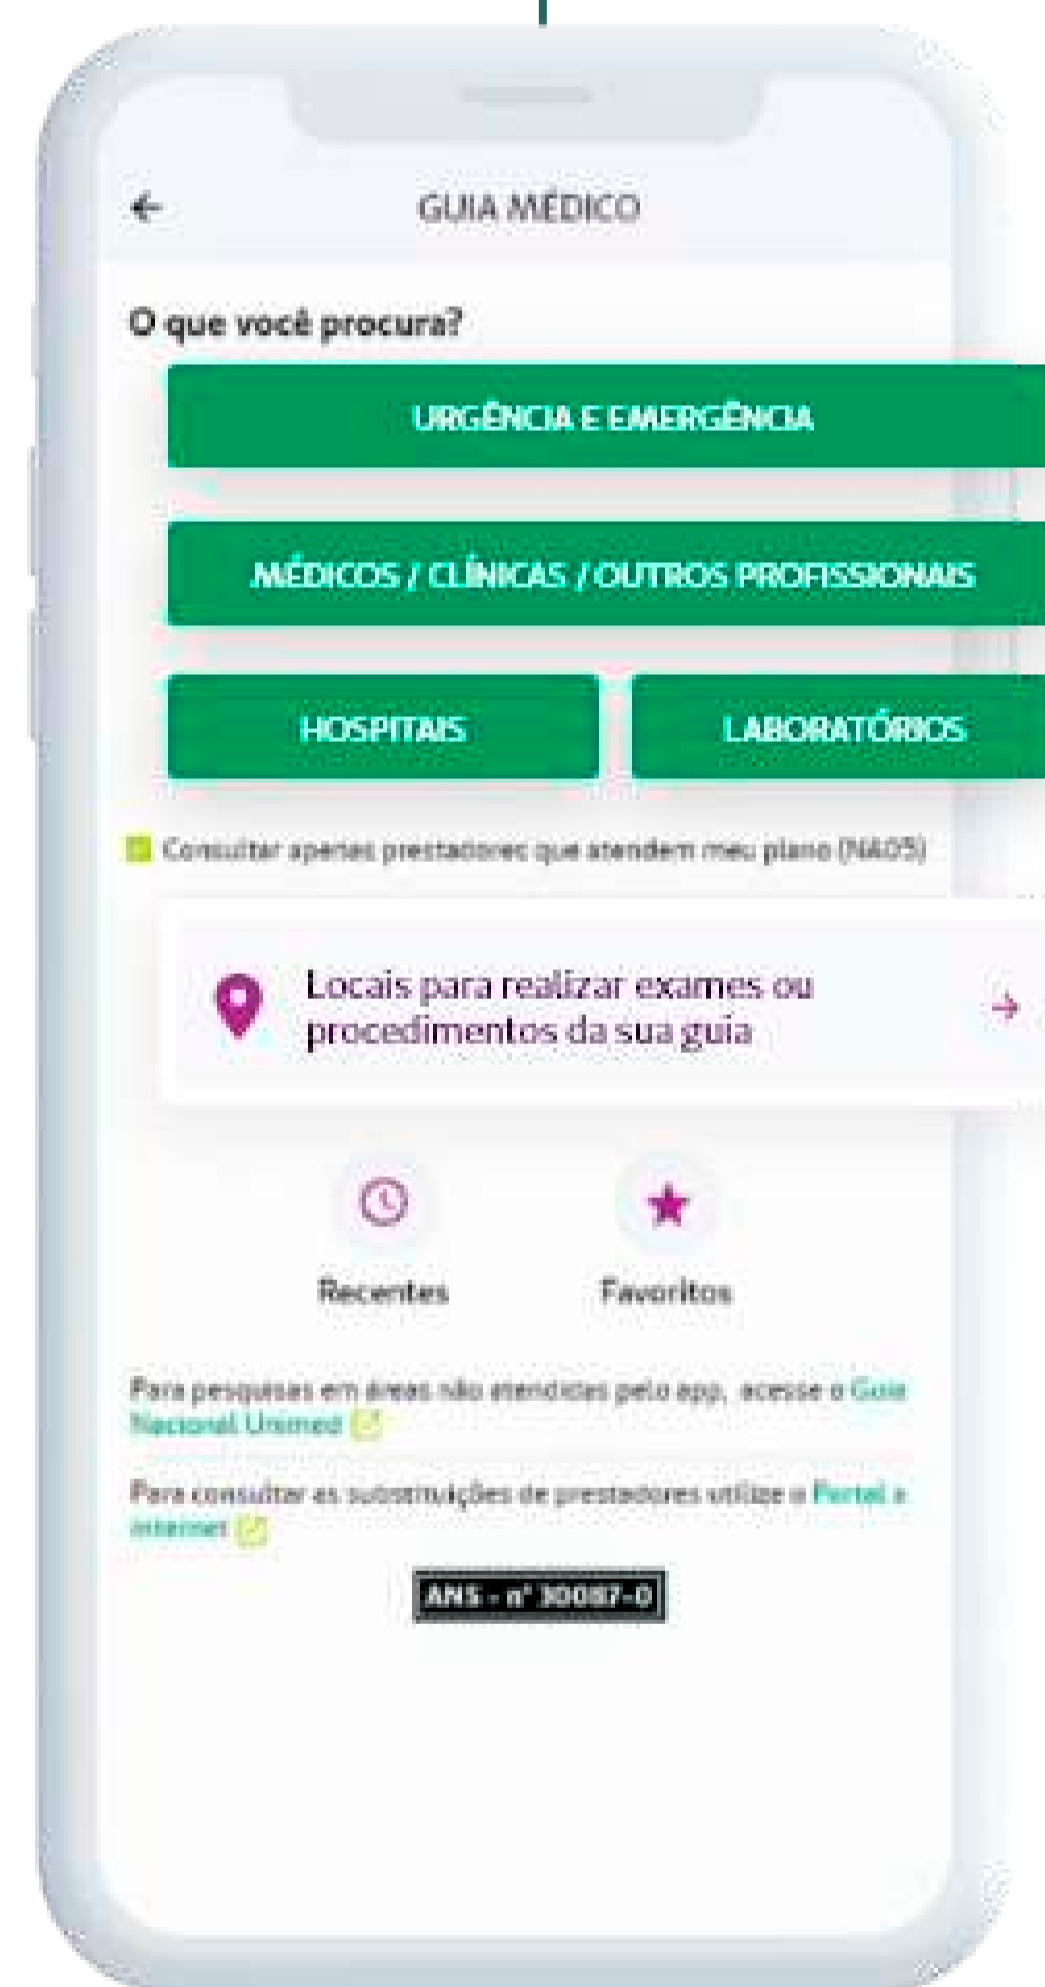 GUIA MÉDICO
O que você procura?
URGÊNCIA E EMERGÊNCIA
MÉDICOS / CLÍNICAS / OUTROS PROFISSIONAIS
HOSPITAIS LABORATÓRIOS
Consultar apenas prestadores que atendem meu plano (NA05)
Locais para realizar exames ou
procedimentos da sua guia
Recentes Favoritos
Para pesquisas em áreas não atendidas pelo app, acesse o Guia
Nacional Unimed
Para consultar as substituições de prestadores utilize o Portal a
internet
ANS - nº 30087-0